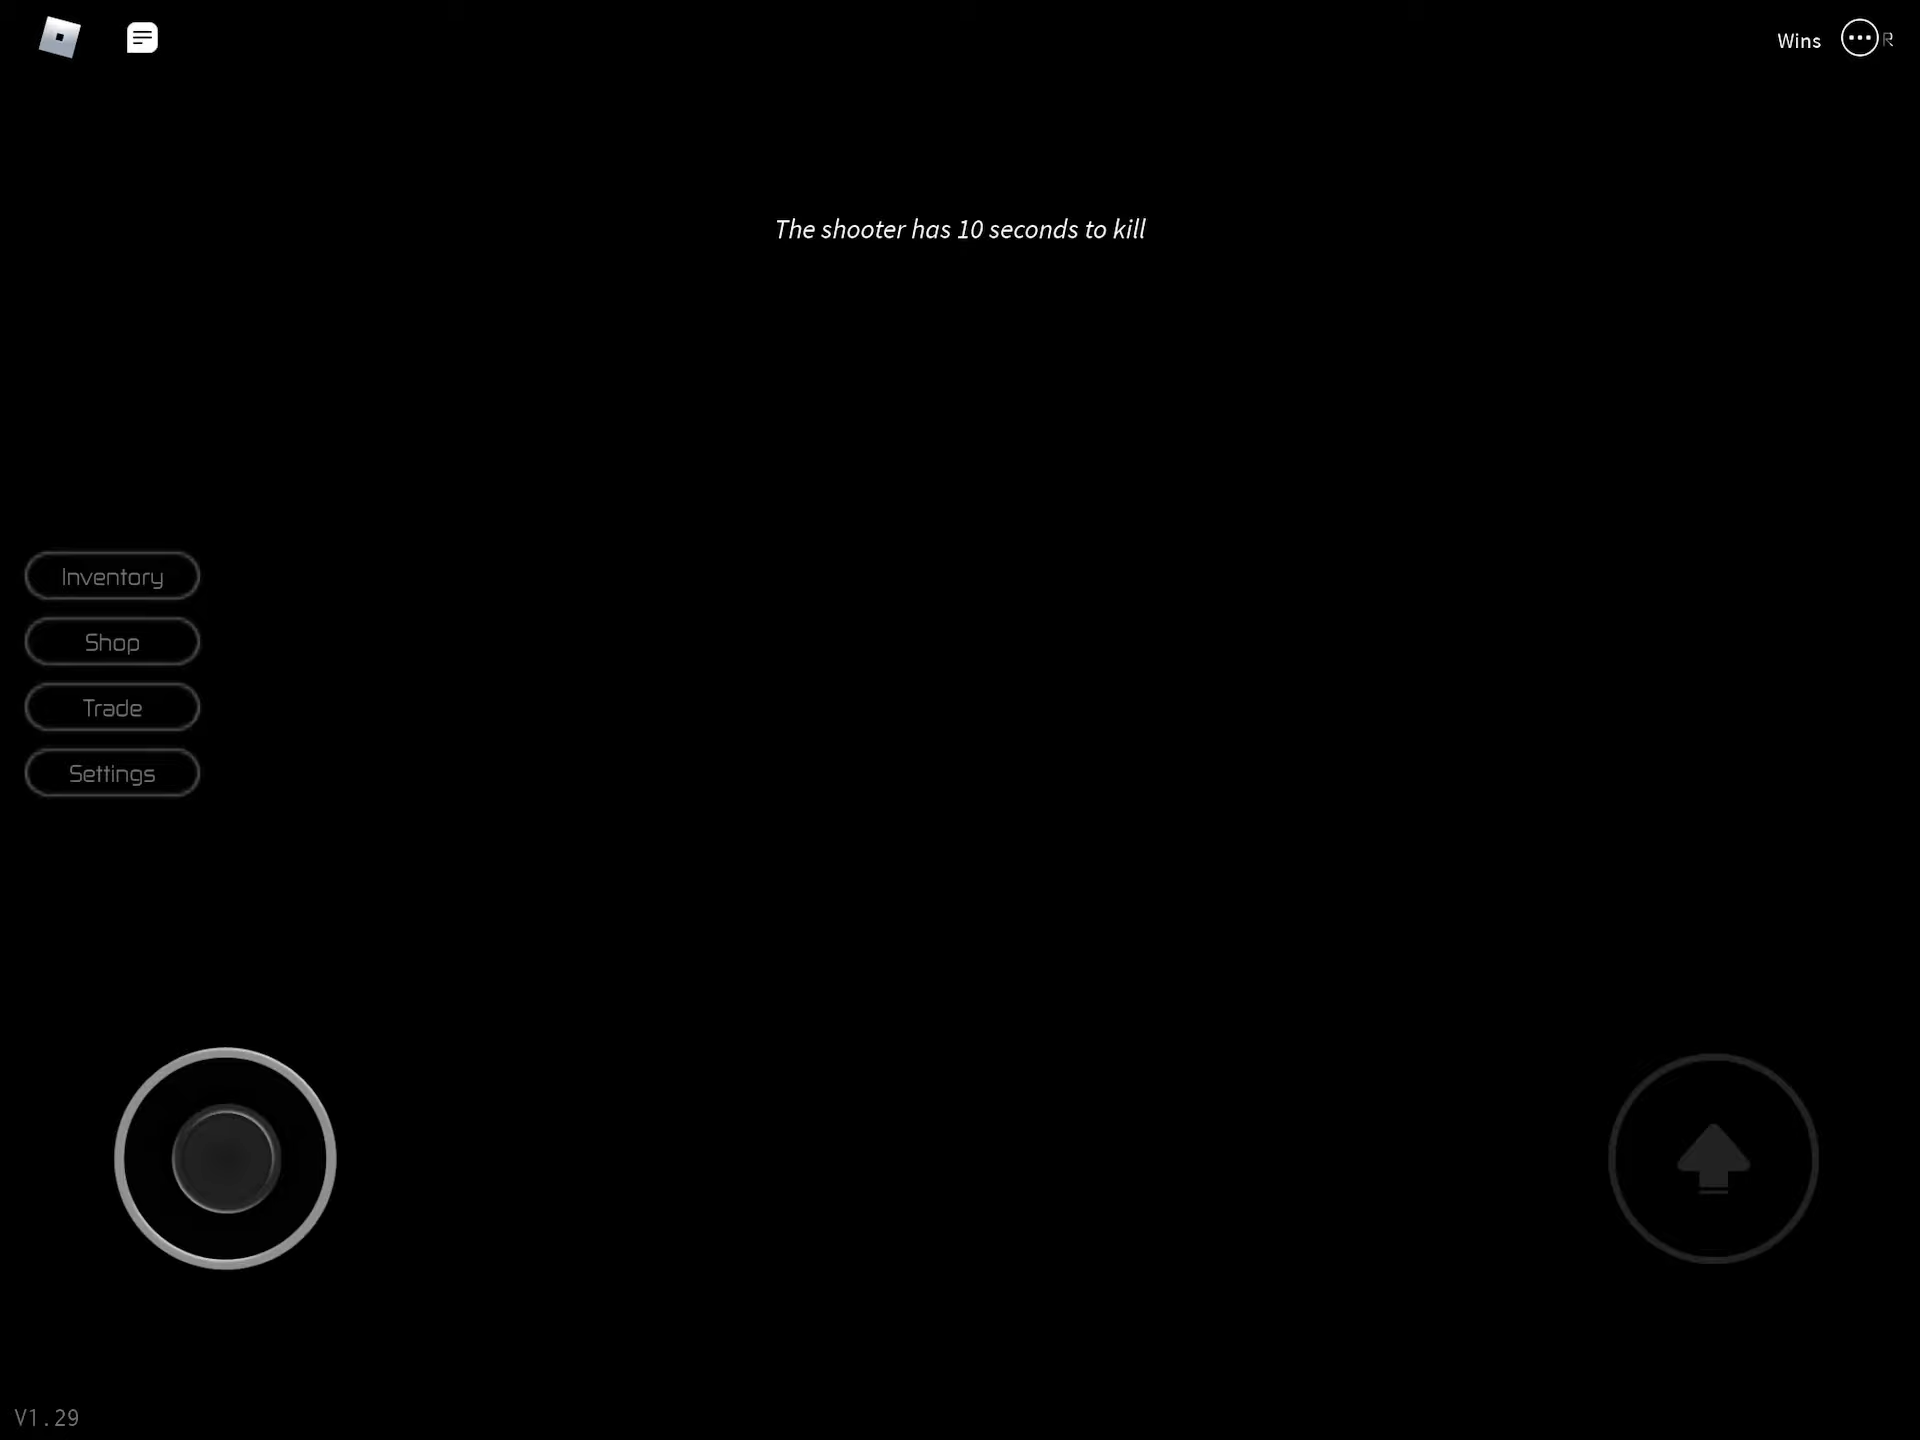 Wins
R
The shooter has 10 seconds to kill
Inventory
Shop
Trade
Settings
V1.29